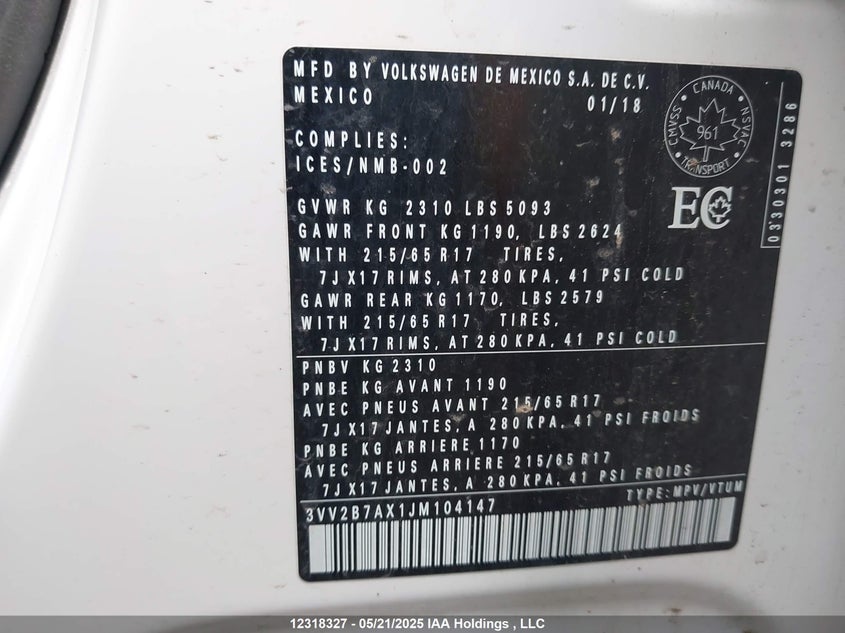 MFD BY VOLKSWAGEN DE MEXICO S.A. DE C.V.
MEXICO 01/18
COMPLIES:
ICES/NMB-002
GVWR KG 2310 LBS 5093
GAWR FRONT KG 1190, LBS 2624
WITH 215/65 R17 TIRES,
7J X17 RIMS, AT 280 KPA, 41 PSI COLD
GAWR REAR KG 1170, LBS 2579
WITH 215/65 R17 TIRES,
7J X17 RIMS, AT 280 KPA, 41 PSI COLD
PNBV KG 2310
PNBE KG AVANT 1190
AVEC PNEUS AVANT 215/65 R17
7J X17 JANTES, A 280 KPA, 41 PSI FROIDS
PNBE KG ARRIERE 1170
AVEC PNEUS ARRIERE 215/65 R17
7J X17 JANTES, A 280 KPA, 41 PSI FROIDS
TYPE: MPV/VTUM
3VV2B7AX1JM104147
CANADA
CMVSS
NSVAC
961
TRANSPORT
EC
03303013286
12318327 - 05/21/2025 IAA Holdings , LLC